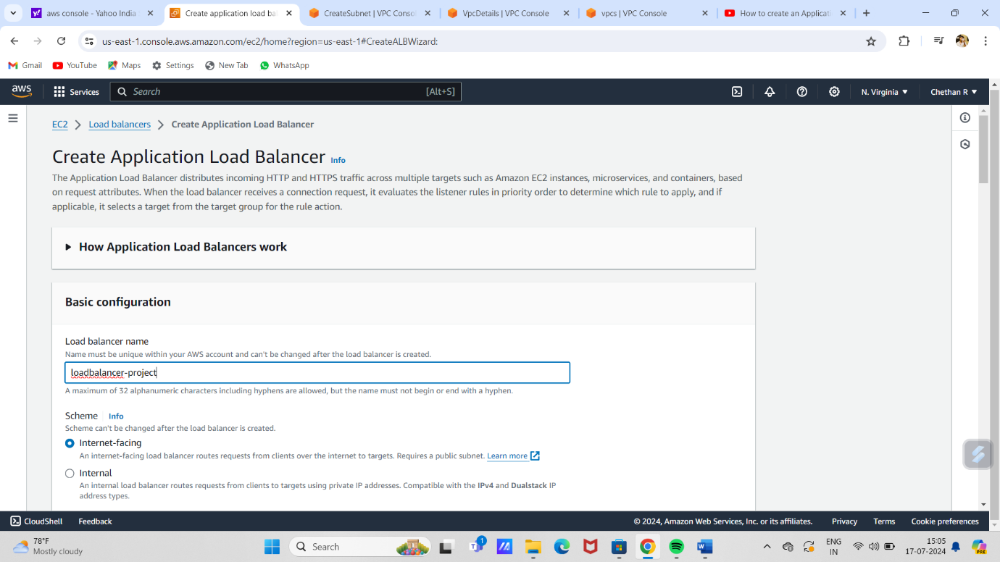 aws console - Yahoo India
Create application load ba
CreateSubnet | VPC Conso
VpcDetails | VPC Console
vpcs | VPC Console
How to create an Applicati
us-east-1.console.aws.amazon.com/ec2/home?region=us-east-1#CreateALBWizard:
Gmail YouTube Maps Settings New Tab WhatsApp
aws Services Search [Alt+S] N. Virginia ▼ Chethan R ▼
EC2 > Load balancers > Create Application Load Balancer
Create Application Load Balancer Info
The Application Load Balancer distributes incoming HTTP and HTTPS traffic across multiple targets such as Amazon EC2 instances, microservices, and containers, based
on request attributes. When the load balancer receives a connection request, it evaluates the listener rules in priority order to determine which rule to apply, and if
applicable, it selects a target from the target group for the rule action.
How Application Load Balancers work
Basic configuration
Load balancer name
Name must be unique within your AWS account and can't be changed after the load balancer is created.
loadbalancer-project
A maximum of 32 alphanumeric characters including hyphens are allowed, but the name must not begin or end with a hyphen.
Scheme Info
Scheme can't be changed after the load balancer is created.
Internet-facing
An internet-facing load balancer routes requests from clients over the internet to targets. Requires a public subnet. Learn more
Internal
An internal load balancer routes requests from clients to targets using private IP addresses. Compatible with the IPv4 and Dualstack IP
address types.
CloudShell Feedback © 2024, Amazon Web Services, Inc. or its affiliates. Privacy Terms Cookie preferences
78°F
Mostly cloudy
Search
1
ENG
IN
15:05
17-07-2024
PRE